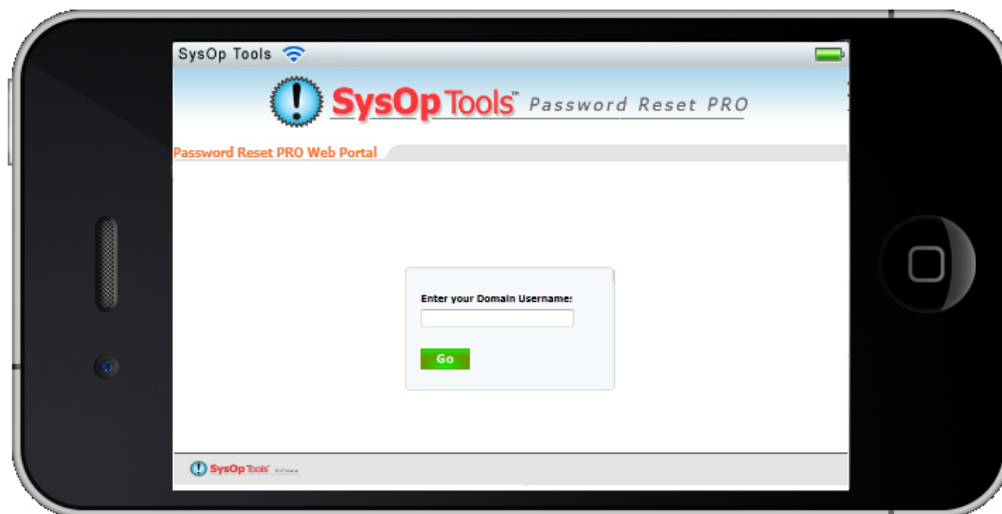 SysOp Tools
SysOp Tools™ Password Reset PRO
Password Reset PRO Web Portal
Enter your Domain Username:
Go
SysOp Tools